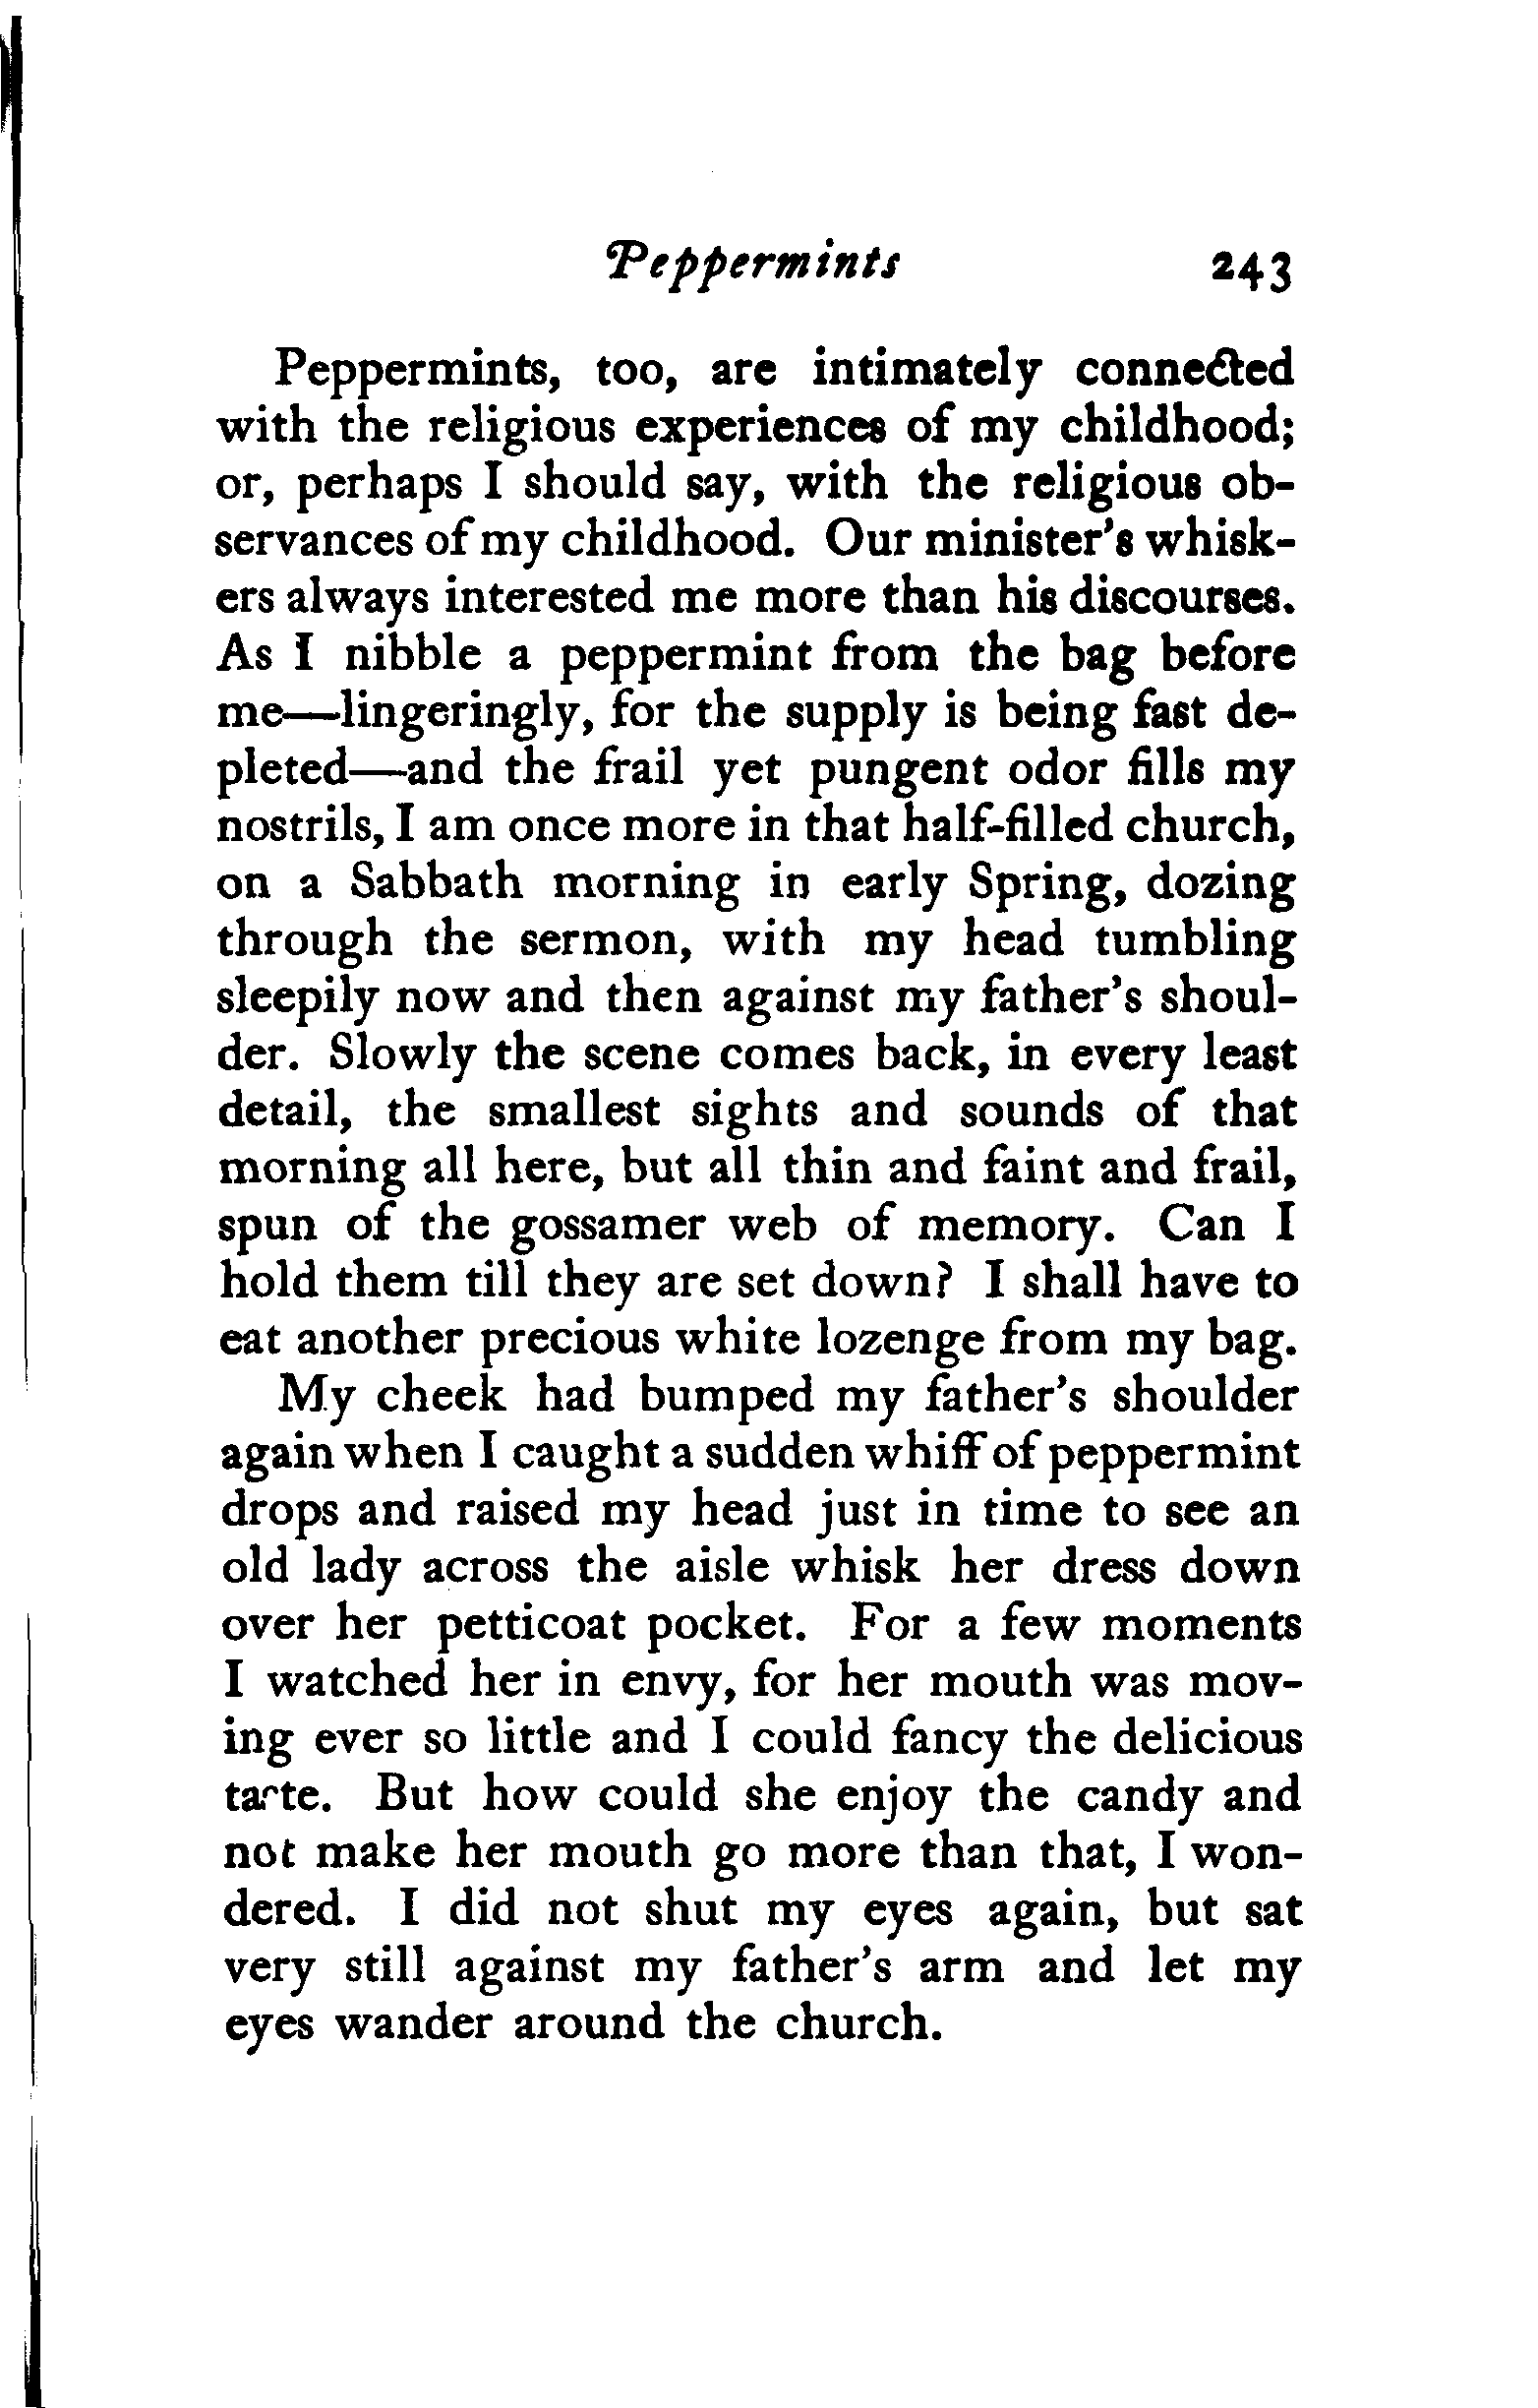 Peppermints 243
Peppermints, too, are intimately connected
with the religious experiences of my childhood;
or, perhaps I should say, with the religious ob-
servances of my childhood. Our minister's whisk-
ers always interested me more than his discourses.
As I nibble a peppermint from the bag before
me—lingeringly, for the supply is being fast de-
pleted—and the frail yet pungent odor fills my
nostrils, I am once more in that half-filled church,
on a Sabbath morning in early Spring, dozing
through the sermon, with my head tumbling
sleepily now and then against my father's shoul-
der. Slowly the scene comes back, in every least
detail, the smallest sights and sounds of that
morning all here, but all thin and faint and frail,
spun of the gossamer web of memory. Can I
hold them till they are set down? I shall have to
eat another precious white lozenge from my bag.
My cheek had bumped my father's shoulder
again when I caught a sudden whiff of peppermint
drops and raised my head just in time to see an
old lady across the aisle whisk her dress down
over her petticoat pocket. For a few moments
I watched her in envy, for her mouth was mov-
ing ever so little and I could fancy the delicious
taste. But how could she enjoy the candy and
not make her mouth go more than that, I won-
dered. I did not shut my eyes again, but sat
very still against my father's arm and let my
eyes wander around the church.